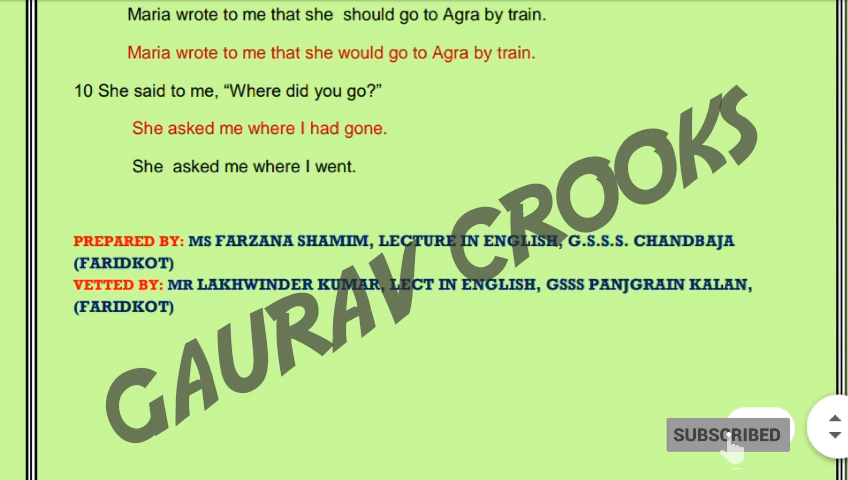 Maria wrote to me that she should go to Agra by train.
Maria wrote to me that she would go to Agra by train.
10 She said to me, “Where did you go?”
She asked me where I had gone.
She asked me where I went.
PREPARED BY: MS FARZANA SHAMIM, LECTURE IN ENGLISH, G.S.S.S. CHANDBAJA
(FARIDKOT)
VETTED BY: MR LAKHWINDER KUMAR, LECT IN ENGLISH, GSSS PANJGRAIN KALAN,
(FARIDKOT)
GAURAV CROOKS
SUBSCRIBED